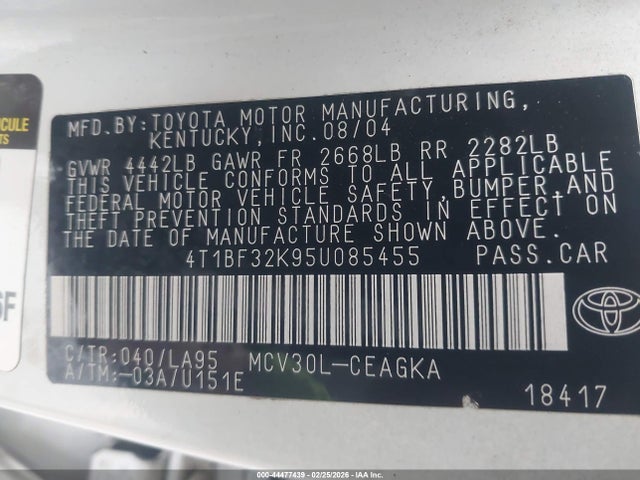 ICULE
TS
MFD.BY:TOYOTA MOTOR MANUFACTURING,
KENTUCKY,INC.08/04
GVWR 4442LB GAWR FR 2668LB RR 2282LB
THIS VEHICLE CONFORMS TO ALL APPLICABLE
FEDERAL MOTOR VEHICLE SAFETY,BUMPER,AND
THEFT PREVENTION STANDARDS IN EFFECT ON
THE DATE OF MANUFACTURE SHOWN ABOVE.
4T1BF32K95U085455 PASS.CAR
C/TR:040/LA95 MCV30L-CEAGKA
A/TM:-03A/U151E
18417
© - 44477439 - 02/25/2026 - IAA Inc.